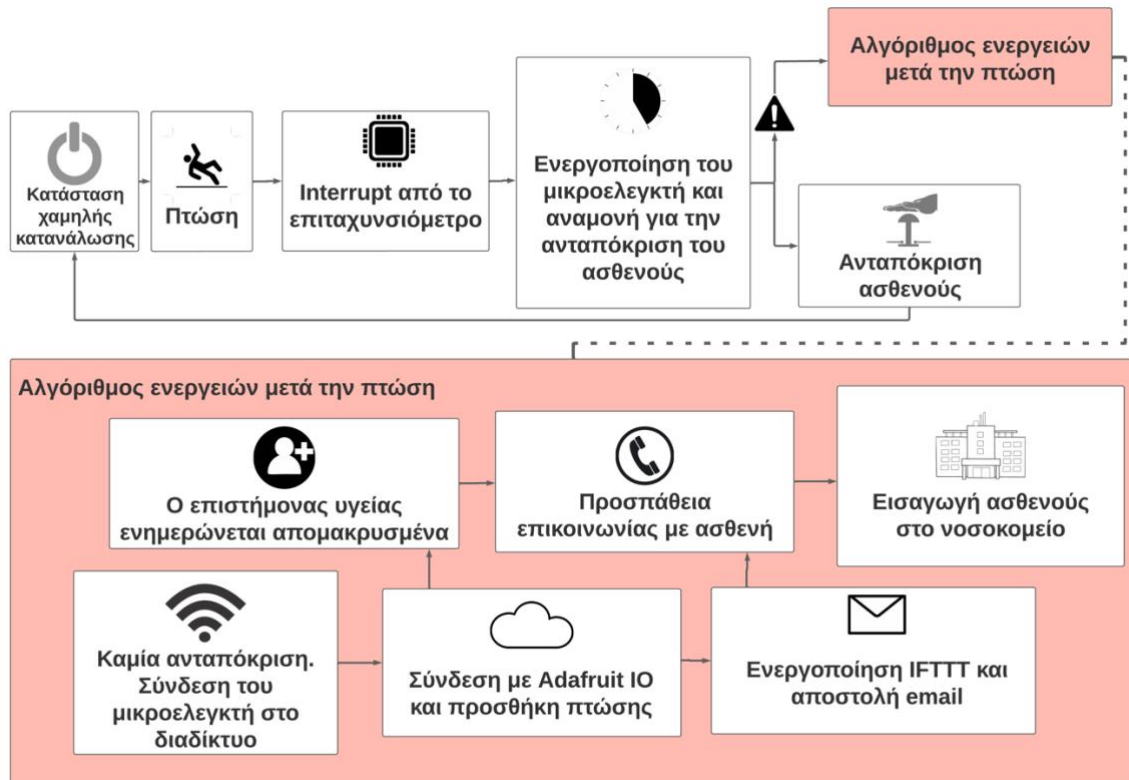 Αλγόριθμος ενεργειών
μετά την πτώση
Κατάσταση
χαμηλής
κατανάλωσης
Πτώση
Interrupt από το
επιταχυνσιόμετρο
Ενεργοποίηση του
μικροελεγκτή και
αναμονή για την
ανταπόκριση του
ασθενούς
Ανταπόκριση
ασθενούς
Αλγόριθμος ενεργειών μετά την πτώση
Ο επιστήμονας υγείας
ενημερώνεται απομακρυσμένα
Προσπάθεια
επικοινωνίας με ασθενή
Εισαγωγή ασθενούς
στο νοσοκομείο
Καμία ανταπόκριση.
Σύνδεση του
μικροελεγκτή στο
διαδίκτυο
Σύνδεση με Adafruit IO
και προσθήκη πτώσης
Ενεργοποίηση IFTTT και
αποστολή email